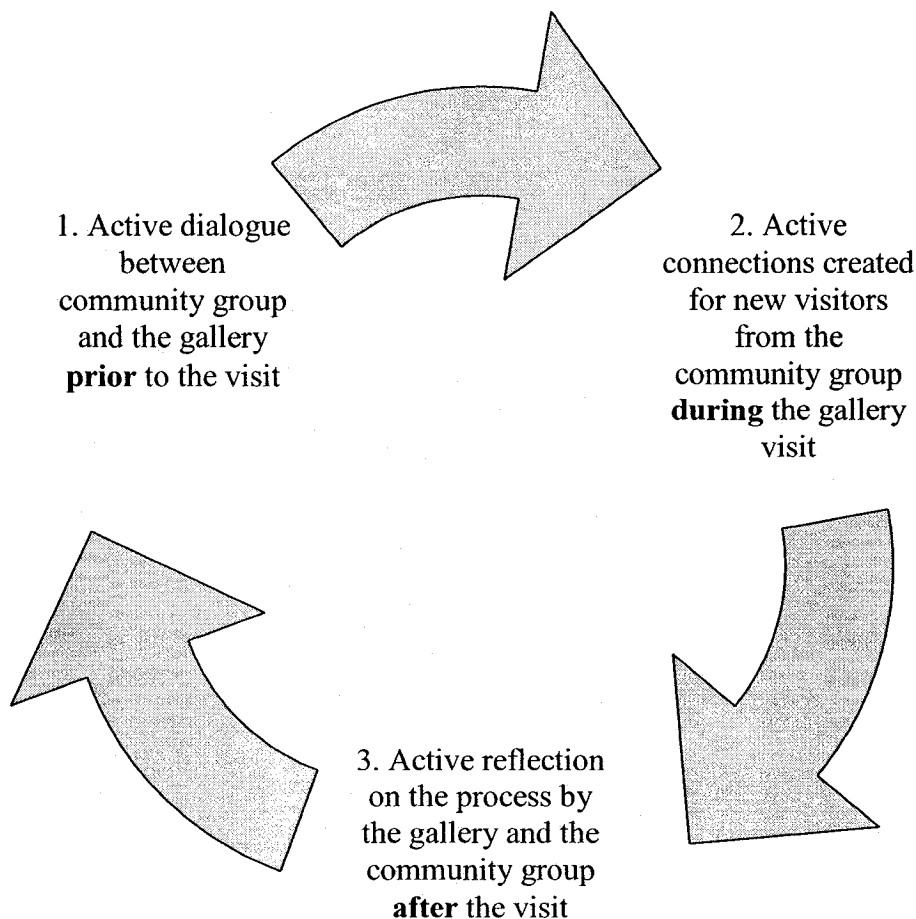 1. Active dialogue
between
community group
and the gallery
prior to the visit
2. Active
connections created
for new visitors
from the
community group
during the gallery
visit
3. Active reflection
on the process by
the gallery and the
community group
after the visit